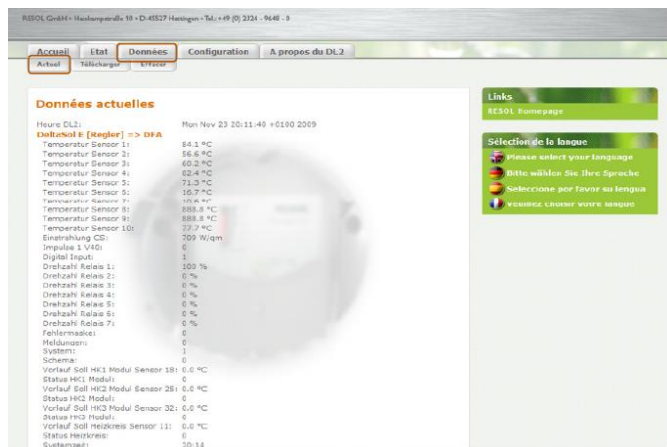 RESOL GmbH • Heiskampstraße 10 • D-45527 Hattingen • Tel.: +49 (0) 2324 - 9648 - 0
Accueil Etat Données Configuration A propos du DL2
Actuel Télécharger Effacer
Données actuelles
Heure DL2: Mon Nov 23 20:11:40 +0100 2009
DeltaSol E [Regler] => DFA
Temperatur Sensor 1: 84.1 °C
Temperatur Sensor 2: 56.6 °C
Temperatur Sensor 3: 60.2 °C
Temperatur Sensor 4: 62.4 °C
Temperatur Sensor 5: 71.3 °C
Temperatur Sensor 6: 16.7 °C
Temperatur Sensor 7: 10.6 °C
Temperatur Sensor 8: 888.8 °C
Temperatur Sensor 9: 888.8 °C
Temperatur Sensor 10: 77.7 °C
Einstrahlung CS: 709 W/qm
Impulse 1 V40: 0
Digital Input: 1
Drehzahl Relais 1: 100 %
Drehzahl Relais 2: 0 %
Drehzahl Relais 3: 0 %
Drehzahl Relais 4: 0 %
Drehzahl Relais 5: 0 %
Drehzahl Relais 6: 0 %
Drehzahl Relais 7: 0 %
Fehlermaske: 0
Meldungen: 0
System: 1
Schema: 0
Vorlauf Soll HK1 Modul Sensor 18: 0.0 °C
Status HK1 Modul: 0
Vorlauf Soll HK2 Modul Sensor 25: 0.0 °C
Status HK2 Modul: 0
Vorlauf Soll HK3 Modul Sensor 32: 0.0 °C
Status HK3 Modul: 0
Vorlauf Soll Heizkreis Sensor 11: 0.0 °C
Status Heizkreis: 0
Systemzeit: 20:14
Links
RESOL Homepage
Sélection de la langue
Please select your language
Bitte wählen Sie Ihre Sprache
Seleccione por favor su lengua
Veuillez choisir votre langue